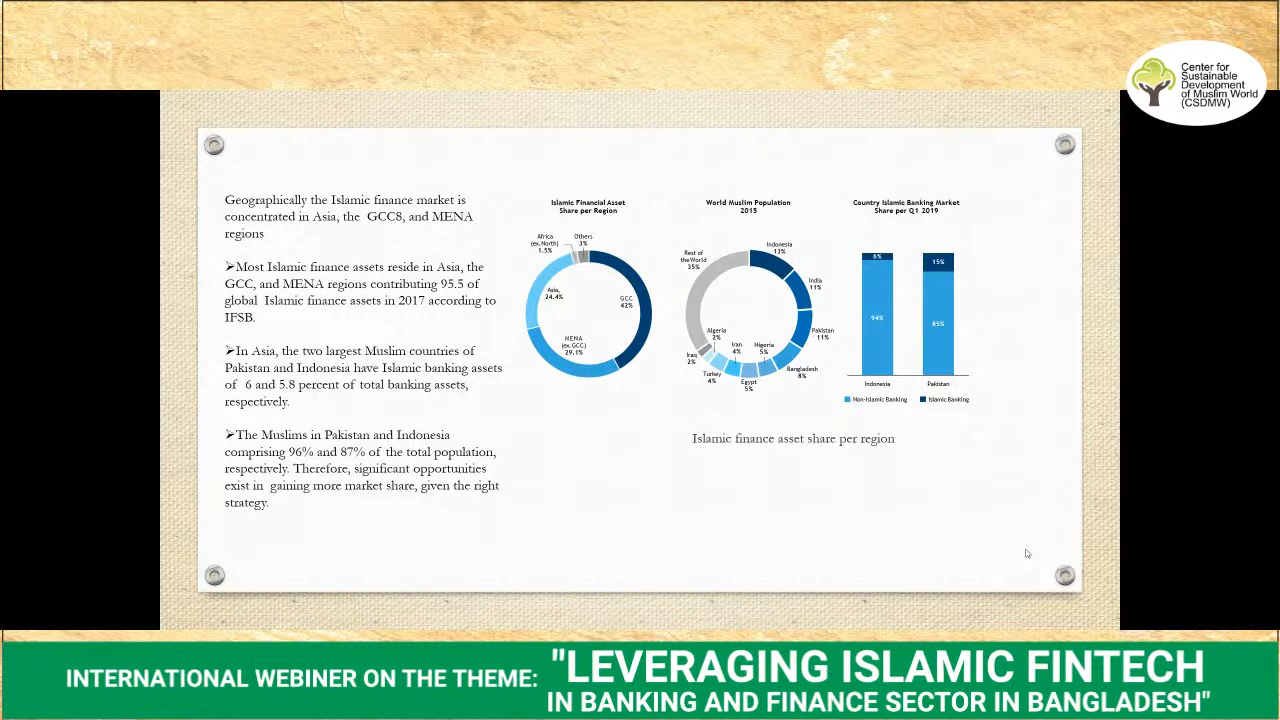 Center for
Sustainable
Development
of Muslim World
(CSDMW)
Geographically the Islamic finance market is
concentrated in Asia, the GCC8, and MENA
regions
➢Most Islamic finance assets reside in Asia, the
GCC, and MENA regions contributing 95.5 of
global Islamic finance assets in 2017 according to
IFSB.
➢In Asia, the two largest Muslim countries of
Pakistan and Indonesia have Islamic banking assets
of 6 and 5.8 percent of total banking assets,
respectively.
➢The Muslims in Pakistan and Indonesia
comprising 96% and 87% of the total population,
respectively. Therefore, significant opportunities
exist in gaining more market share, given the right
strategy.
Islamic Financial Asset
Share per Region
Africa
(ex. North)
1.5%
Others
3%
Asia,
24.4%
GCC
42%
MENA
(ex. GCC)
29.1%
World Muslim Population
2015
Rest of
the World
35%
Indonesia
13%
India
11%
Pakistan
11%
Bangladesh
8%
Nigeria
5%
Egypt
5%
Iran
4%
Turkey
4%
Algeria
2%
Iraq
2%
Country Islamic Banking Market
Share per Q1 2019
6%
15%
94%
85%
Indonesia
Pakistan
Non-Islamic Banking
Islamic Banking
Islamic finance asset share per region
INTERNATIONAL WEBINER ON THE THEME:
"LEVERAGING ISLAMIC FINTECH
IN BANKING AND FINANCE SECTOR IN BANGLADESH"